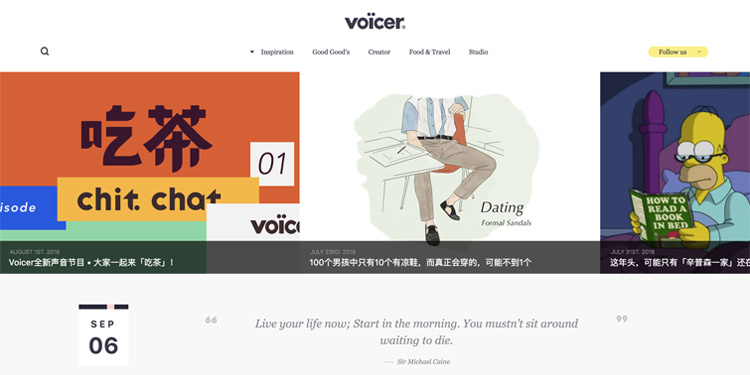 voïcer®
Inspiration Good Good's Creator Food & Travel Studio Follow us
吃茶
01
isode
chit. chat
voïc
AUGUST 1ST. 2018
Voicer全新声音节目 • 大家一起来「吃茶」!
Dating
Formal Sandals
JULY 23RD. 2018
100个男孩中只有10个有凉鞋，而真正会穿的，可能不到1个
HOW TO
READ A
BOOK
IN BED
JULY 31ST. 2018
这年头，可能只有「辛普森一家」还在
SEP
06
“ Live your life now; Start in the morning. You mustn't sit around ”
waiting to die.
— Sir Michael Caine